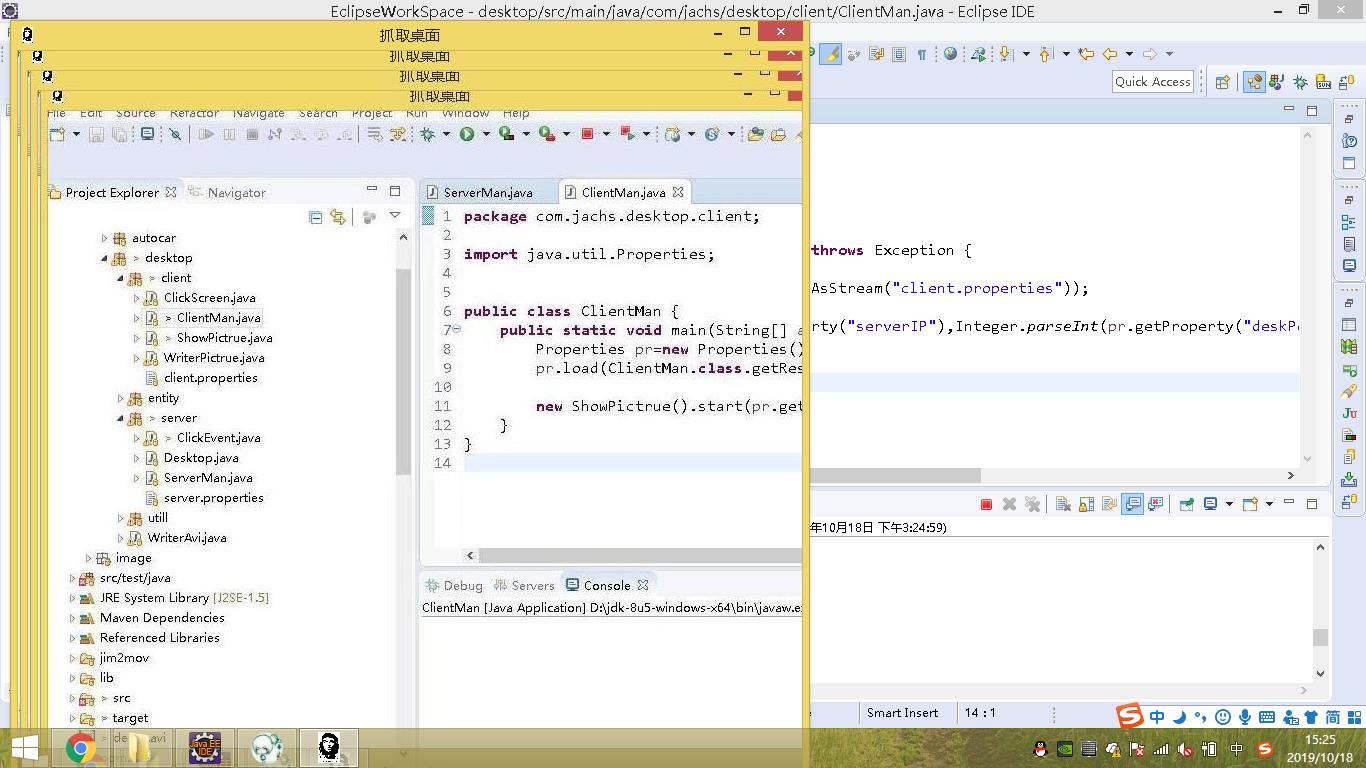 EclipseWorkSpace - desktop/src/main/java/com/jachs/desktop/client/ClientMan.java - Eclipse IDE
抓取桌面
抓取桌面
抓取桌面
抓取桌面
File Edit Source Refactor Navigate Search Project Run Window Help
Quick Access
Project Explorer
Navigator
autocar
> desktop
> client
ClickScreen.java
> ClientMan.java
> ShowPictrue.java
WriterPictrue.java
client.properties
entity
> server
> ClickEvent.java
Desktop.java
ServerMan.java
server.properties
utill
WriterAvi.java
image
src/test/java
JRE System Library [J2SE-1.5]
Maven Dependencies
Referenced Libraries
jim2mov
lib
> src
> target
ServerMan.java
ClientMan.java
1 package com.jachs.desktop.client;
2
3 import java.util.Properties;
4
5
6 public class ClientMan {
7 public static void main(String[] a
throws Exception {
8 Properties pr=new Properties()
9 pr.load(ClientMan.class.getRes
AsStream("client.properties"));
10
11 new ShowPictrue().start(pr.get
erty("serverIP"),Integer.parseInt(pr.getProperty("deskP
12 }
13 }
14
Debug
Servers
Console
ClientMan [Java Application] D:\jdk-8u5-windows-x64\bin\javaw.e
年10月18日 下午3:24:59)
Smart Insert
14 : 1
中
简
Java EE
IDE
中
15:25
2019/10/18